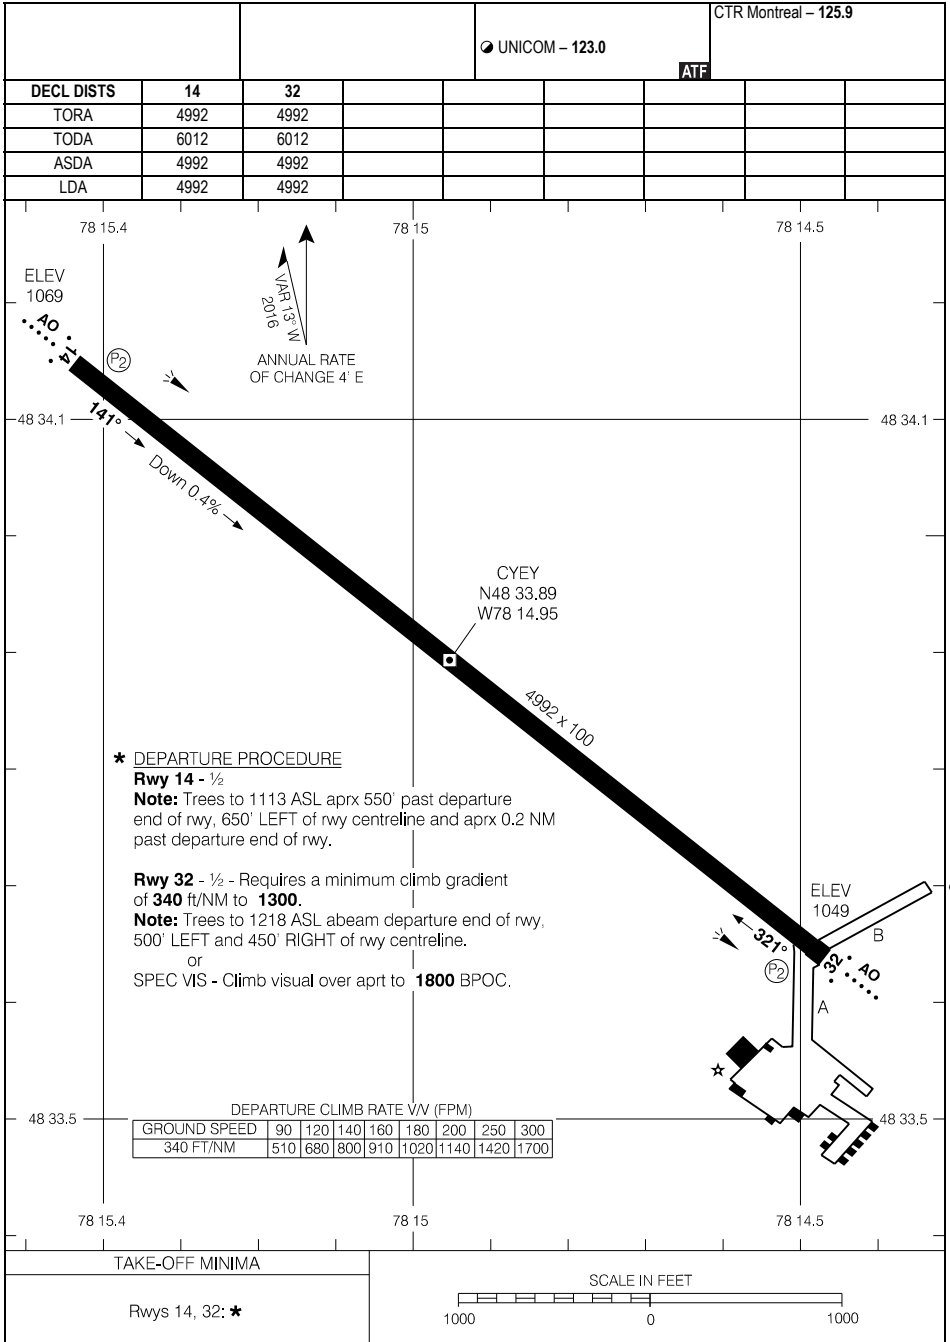 CTR Montreal – 125.9
UNICOM – 123.0
ATF
DECL DISTS 14 32
TORA 4992 4992
TODA 6012 6012
ASDA 4992 4992
LDA 4992 4992
78 15.4 78 15 78 14.5
ELEV
1069
AO
14
P2
VAR 13° W
2016
ANNUAL RATE
OF CHANGE 4' E
48 34.1 48 34.1
141°
Down 0.4%
CYEY
N48 33.89
W78 14.95
4992 x 100
* DEPARTURE PROCEDURE
Rwy 14 - ½
Note: Trees to 1113 ASL aprx 550' past departure
end of rwy, 650' LEFT of rwy centreline and aprx 0.2 NM
past departure end of rwy.
Rwy 32 - ½ - Requires a minimum climb gradient
of 340 ft/NM to 1300.
Note: Trees to 1218 ASL abeam departure end of rwy,
500' LEFT and 450' RIGHT of rwy centreline.
or
SPEC VIS - Climb visual over aprt to 1800 BPOC.
ELEV
1049
B
321°
32
AO
P2
A
DEPARTURE CLIMB RATE V/V (FPM)
GROUND SPEED 90 120 140 160 180 200 250 300
340 FT/NM 510 680 800 910 1020 1140 1420 1700
48 33.5 48 33.5
78 15.4 78 15 78 14.5
TAKE-OFF MINIMA
Rwys 14, 32: *
SCALE IN FEET
1000 0 1000